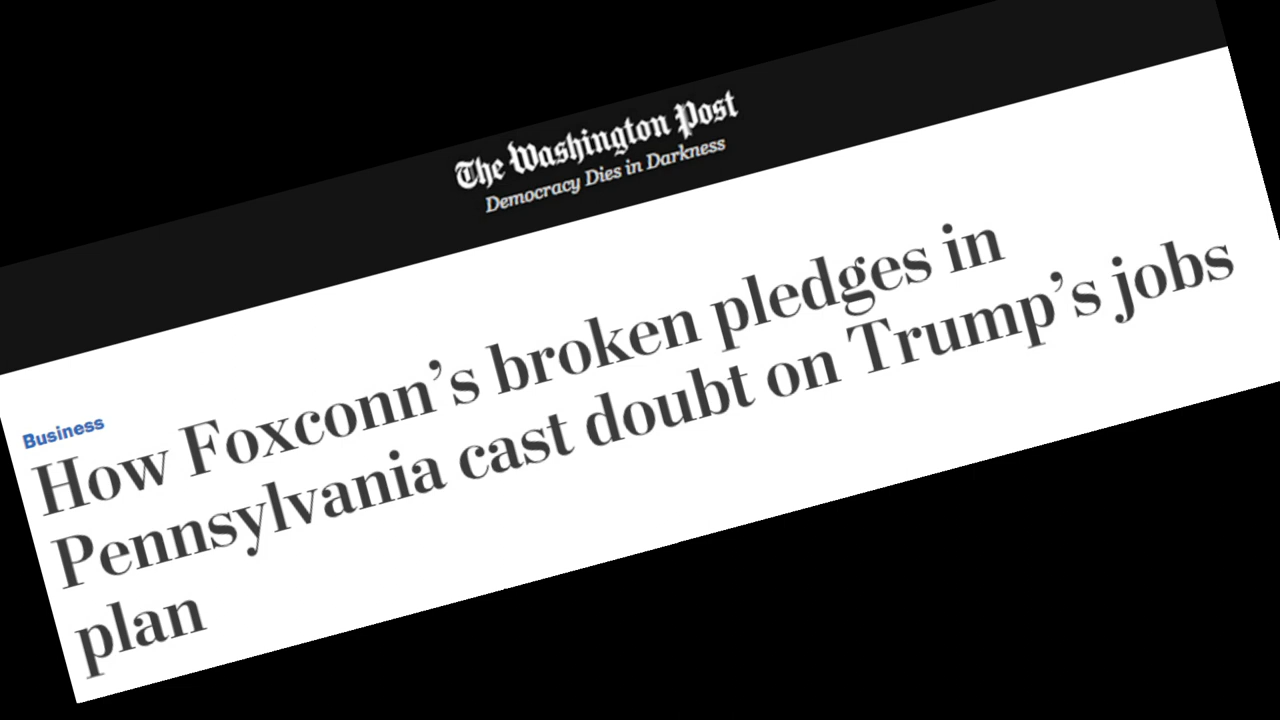 The Washington Post
Democracy Dies in Darkness
Business
How Foxconn’s broken pledges in
Pennsylvania cast doubt on Trump’s jobs
plan